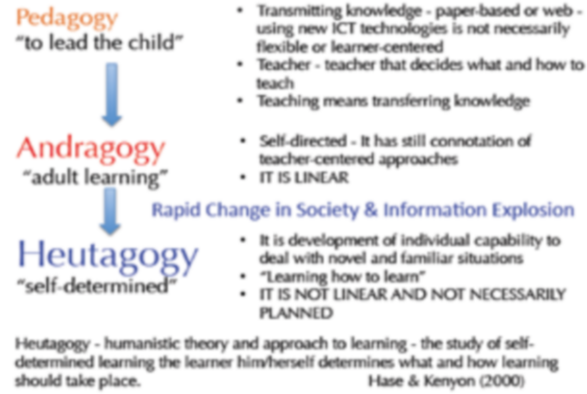 Pedagogy
"to lead the child"
• Transmitting knowledge - paper-based or web -
using new ICT technologies is not necessarily
flexible or learner-centered
• Teacher - teacher that decides what and how to
teach
• Teaching means transferring knowledge
Andragogy
"adult learning"
• Self-directed - It has still connotation of
teacher-centered approaches
• IT IS LINEAR
Rapid Change in Society & Information Explosion
Heutagogy
"self-determined"
• It is development of individual capability to
deal with novel and familiar situations
• "Learning how to learn"
• IT IS NOT LINEAR AND NOT NECESSARILY
PLANNED
Heutagogy - humanistic theory and approach to learning - the study of self-
determined learning the learner him/herself determines what and how learning
should take place. Hase & Kenyon (2000)